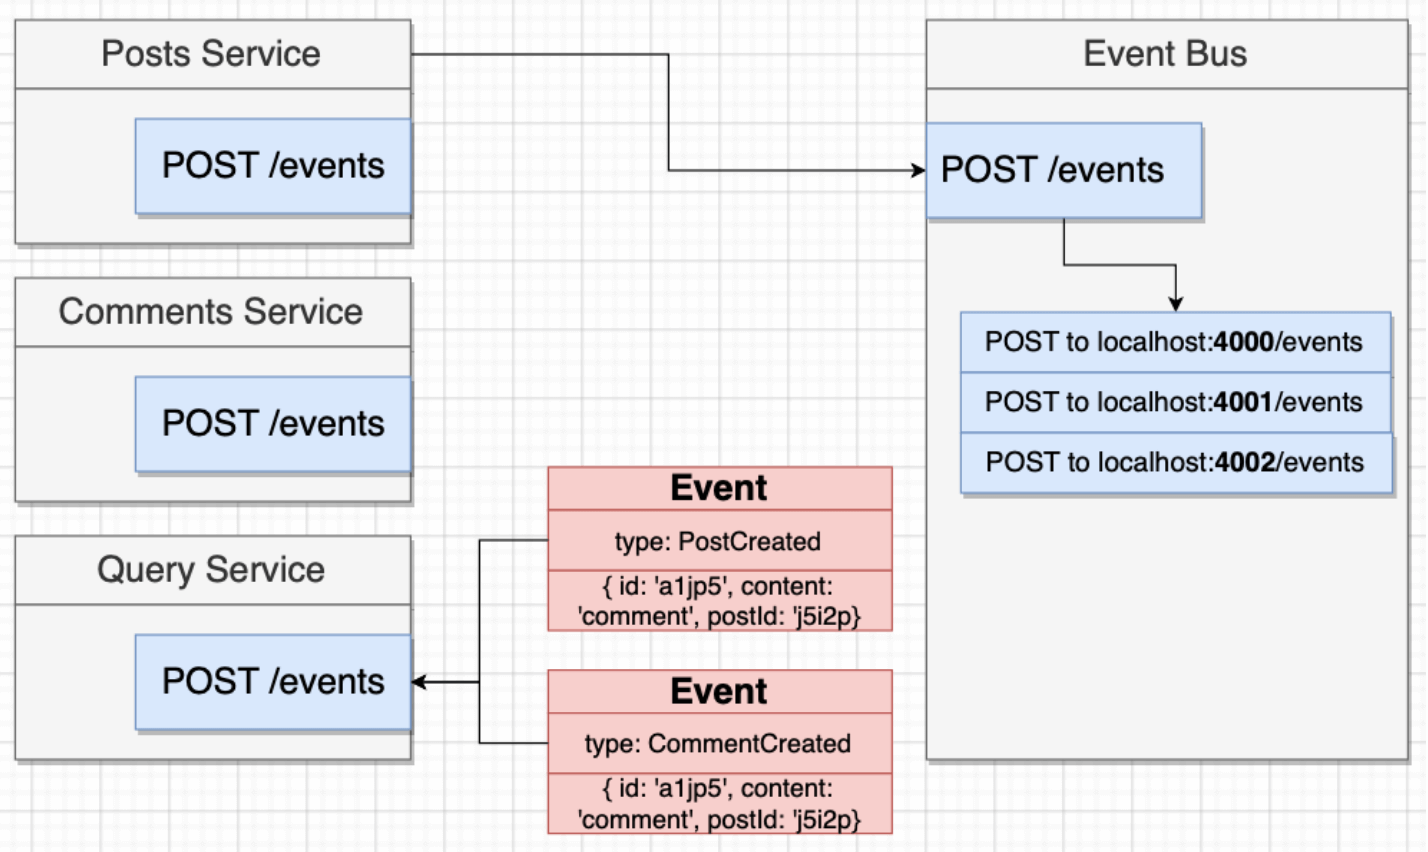 Posts Service
POST /events
Comments Service
POST /events
Query Service
POST /events
Event
type: PostCreated
{ id: 'a1jp5', content:
'comment', postId: 'j5i2p}
Event
type: CommentCreated
{ id: 'a1jp5', content:
'comment', postId: 'j5i2p}
Event Bus
POST /events
POST to localhost:4000/events
POST to localhost:4001/events
POST to localhost:4002/events